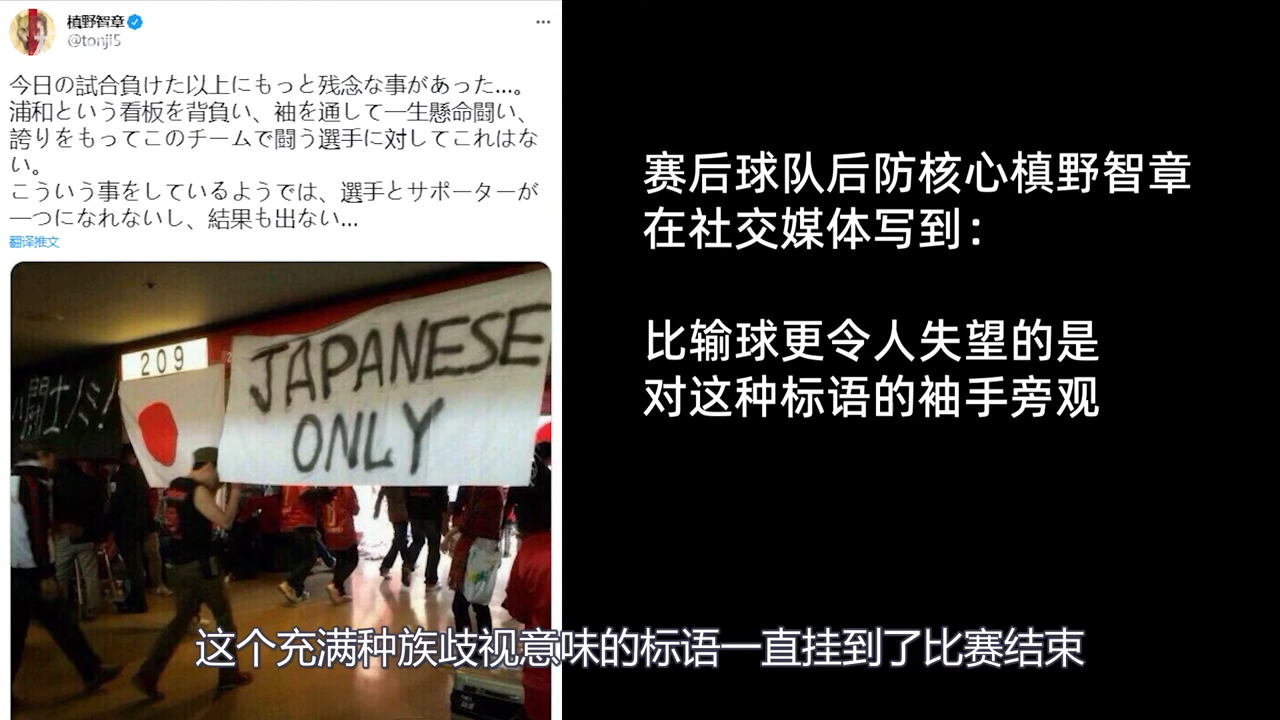 槙野智章
@tonji5
今日の試合負けた以上にもっと残念な事があった...。
浦和という看板を背負い、袖を通して一生懸命闘い、
誇りをもってこのチームで闘う選手に対してこれはな
い。
こういう事をしているようでは、選手とサポーターが
一つになれないし、結果も出ない...
翻译推文
209
JAPANESE
ONLY
闘士ノミ!
赛后球队后防核心槙野智章
在社交媒体写到：
比输球更令人失望的是
对这种标语的袖手旁观
这个充满种族歧视意味的标语一直挂到了比赛结束